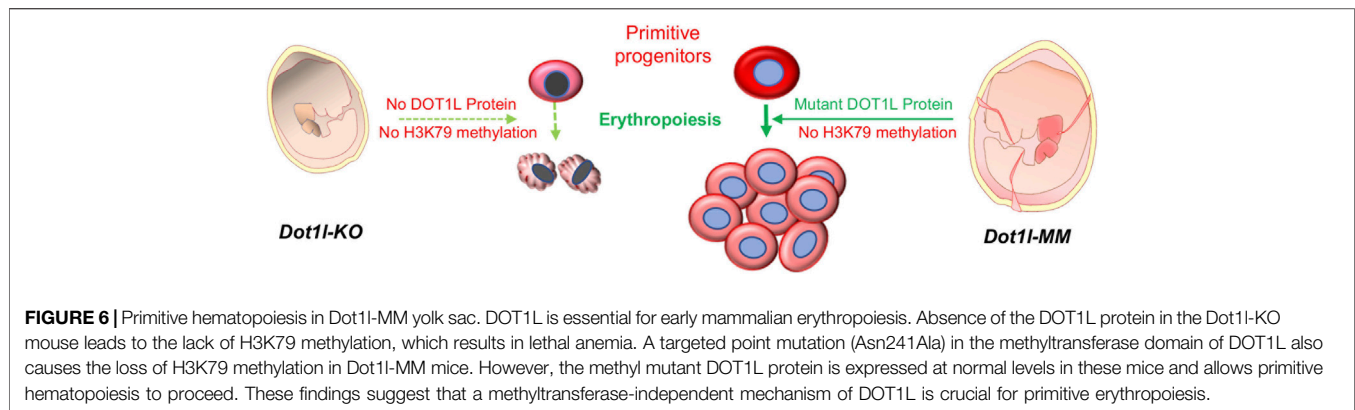 Primitive
progenitors
No DOT1L Protein
No H3K79 methylation
Erythropoiesis
Mutant DOT1L Protein
No H3K79 methylation
Dot1l-KO
Dot1l-MM
FIGURE 6 | Primitive hematopoiesis in Dot1l-MM yolk sac. DOT1L is essential for early mammalian erythropoiesis. Absence of the DOT1L protein in the Dot1l-KO
mouse leads to the lack of H3K79 methylation, which results in lethal anemia. A targeted point mutation (Asn241Ala) in the methyltransferase domain of DOT1L also
causes the loss of H3K79 methylation in Dot1l-MM mice. However, the methyl mutant DOT1L protein is expressed at normal levels in these mice and allows primitive
hematopoiesis to proceed. These findings suggest that a methyltransferase-independent mechanism of DOT1L is crucial for primitive erythropoiesis.